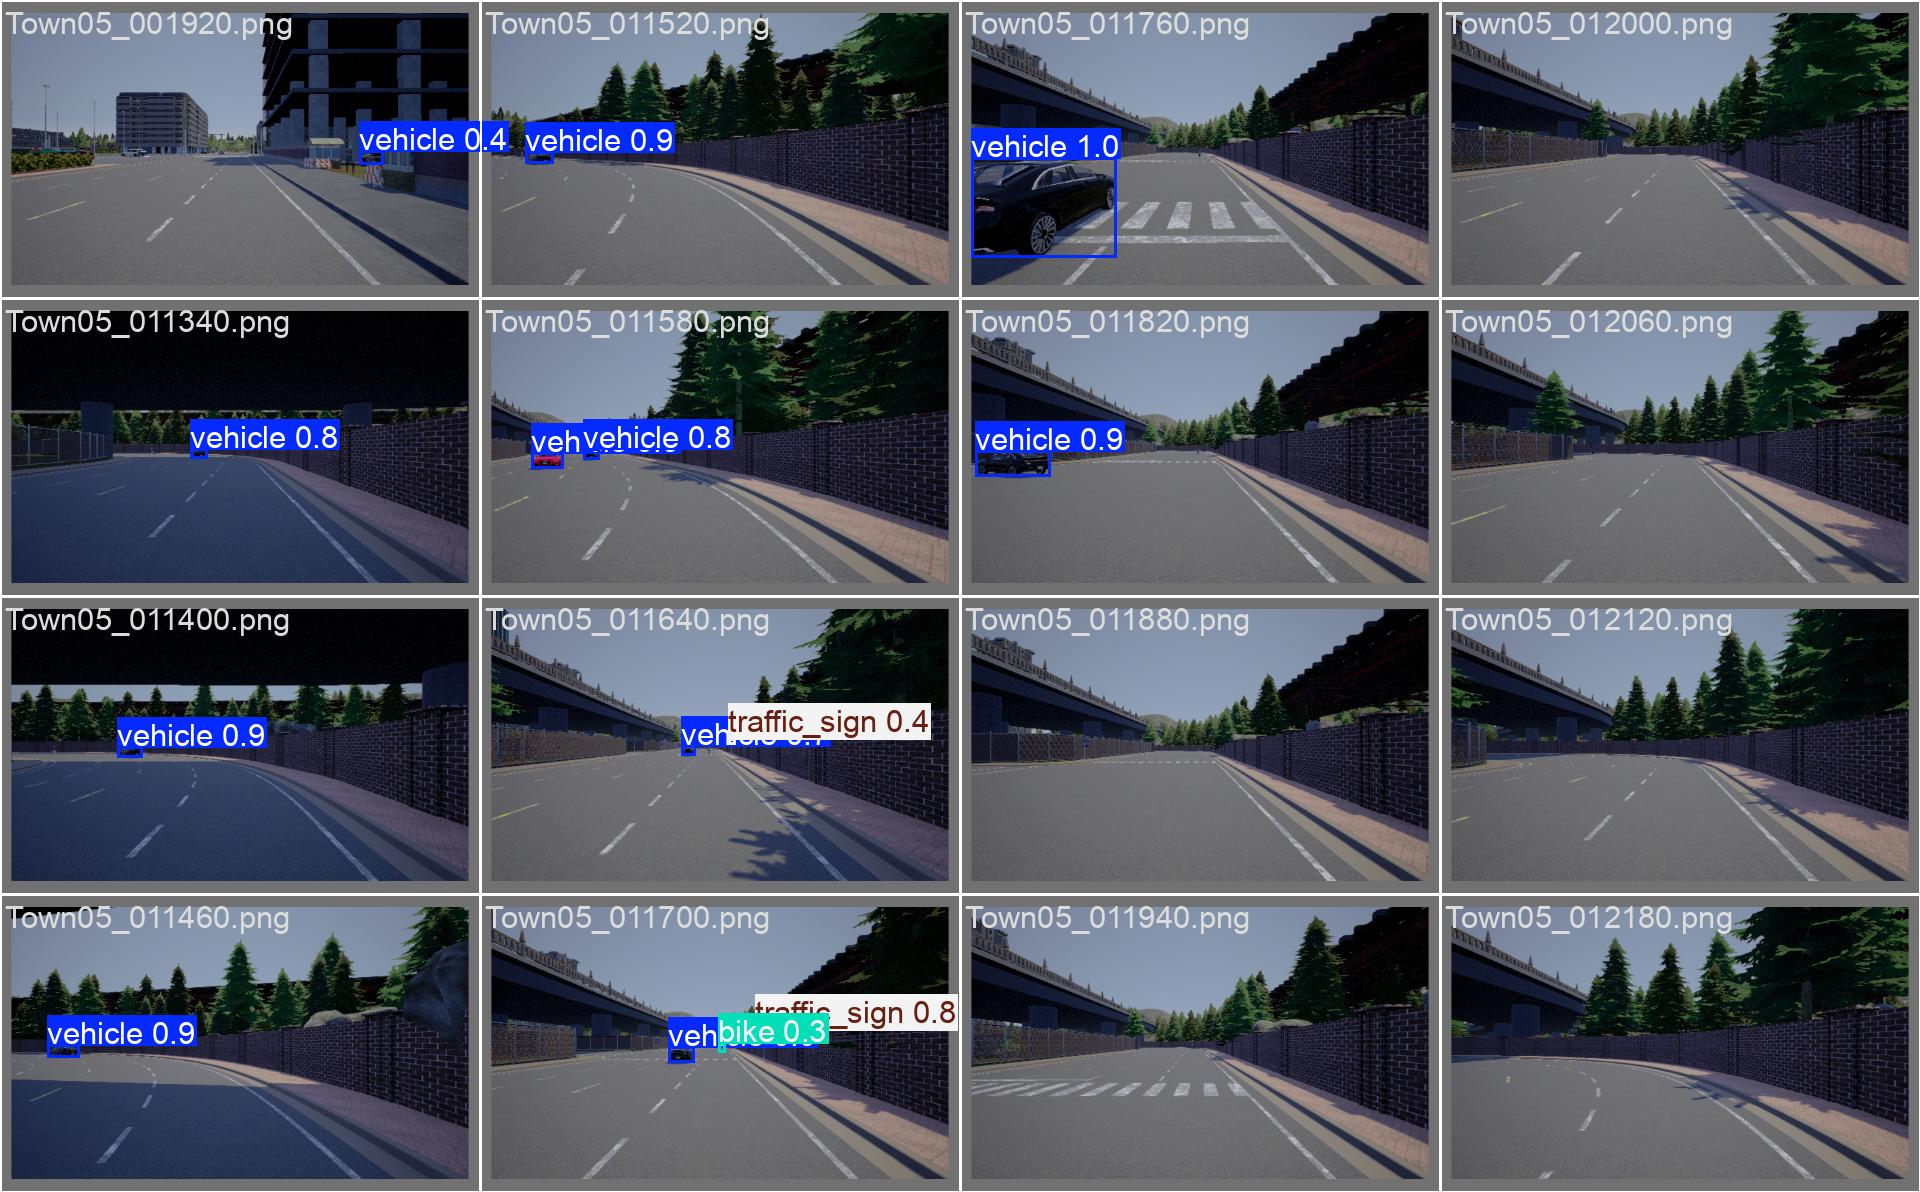 Town05_001920.png
vehicle 0.4
Town05_011520.png
vehicle 0.9
Town05_011760.png
vehicle 1.0
Town05_012000.png
Town05_011340.png
vehicle 0.8
Town05_011580.png
veh
vehicle 0.8
Town05_011820.png
vehicle 0.9
Town05_012060.png
Town05_011400.png
vehicle 0.9
Town05_011640.png
veh
traffic_sign 0.4
Town05_011880.png
Town05_012120.png
Town05_011460.png
vehicle 0.9
Town05_011700.png
traffic_sign 0.8
veh
bike 0.3
Town05_011940.png
Town05_012180.png